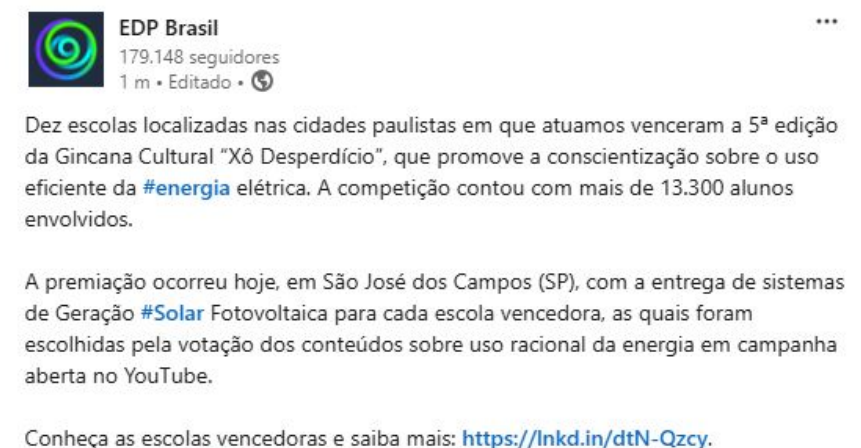 EDP Brasil
179.148 seguidores
1 m • Editado •
Dez escolas localizadas nas cidades paulistas em que atuamos venceram a 5ª edição
da Gincana Cultural “Xô Desperdício”, que promove a conscientização sobre o uso
eficiente da #energia elétrica. A competição contou com mais de 13.300 alunos
envolvidos.
A premiação ocorreu hoje, em São José dos Campos (SP), com a entrega de sistemas
de Geração #Solar Fotovoltaica para cada escola vencedora, as quais foram
escolhidas pela votação dos conteúdos sobre uso racional da energia em campanha
aberta no YouTube.
Conheça as escolas vencedoras e saiba mais: https://lnkd.in/dtN-Qzcy.